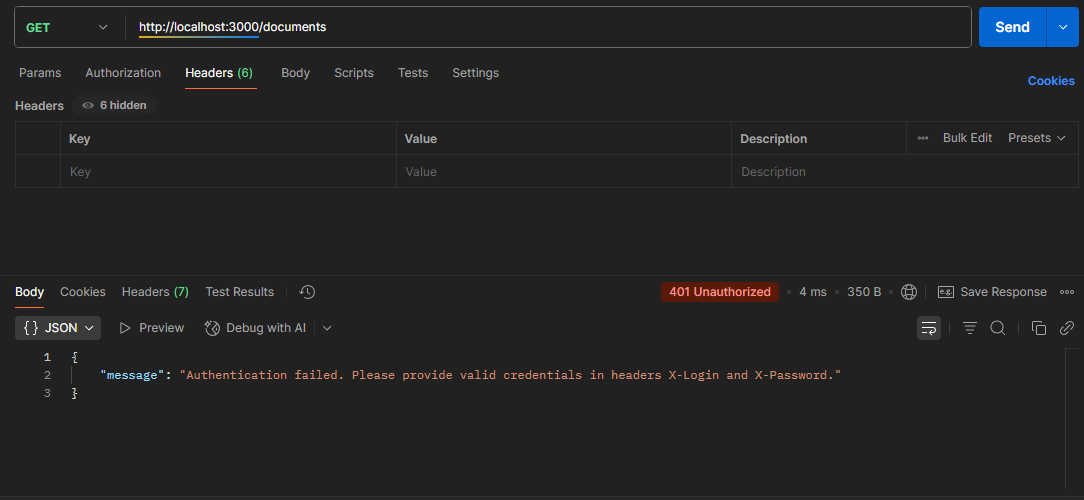 GET http://localhost:3000/documents Send
Params Authorization Headers (6) Body Scripts Tests Settings Cookies
Headers 6 hidden
Key Value Description Bulk Edit Presets
Key Value Description
Body Cookies Headers (7) Test Results 401 Unauthorized • 4 ms • 350 B • e.g. Save Response
{} JSON Preview Debug with AI
1 {
2 "message": "Authentication failed. Please provide valid credentials in headers X-Login and X-Password."
3 }